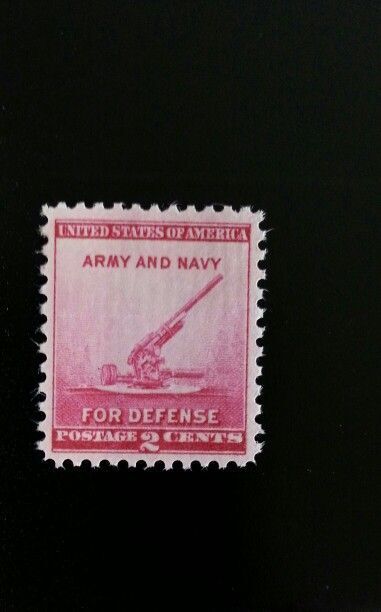 UNITED STATES OF AMERICA
ARMY AND NAVY
FOR DEFENSE
POSTAGE 2 CENTS